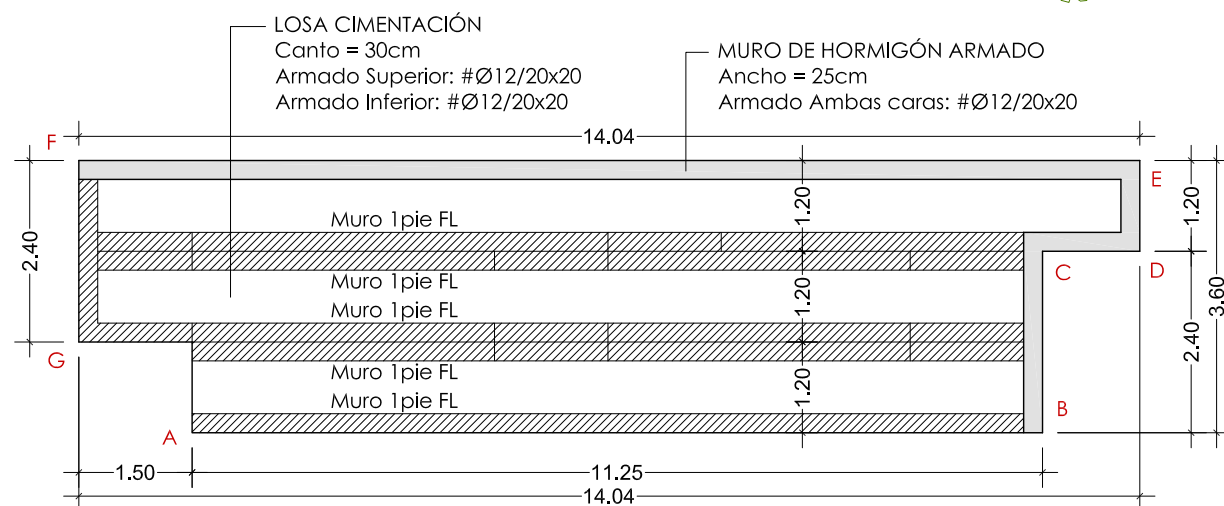 LOSA CIMENTACIÓN
Canto = 30cm
Armado Superior: #Ø12/20x20
Armado Inferior: #Ø12/20x20
MURO DE HORMIGÓN ARMADO
Ancho = 25cm
Armado Ambas caras: #Ø12/20x20
F
14.04
E
1.20
1.20
2.40
Muro 1pie FL
C
D
3.60
Muro 1pie FL
1.20
Muro 1pie FL
2.40
G
Muro 1pie FL
1.20
Muro 1pie FL
B
A
1.50
11.25
14.04